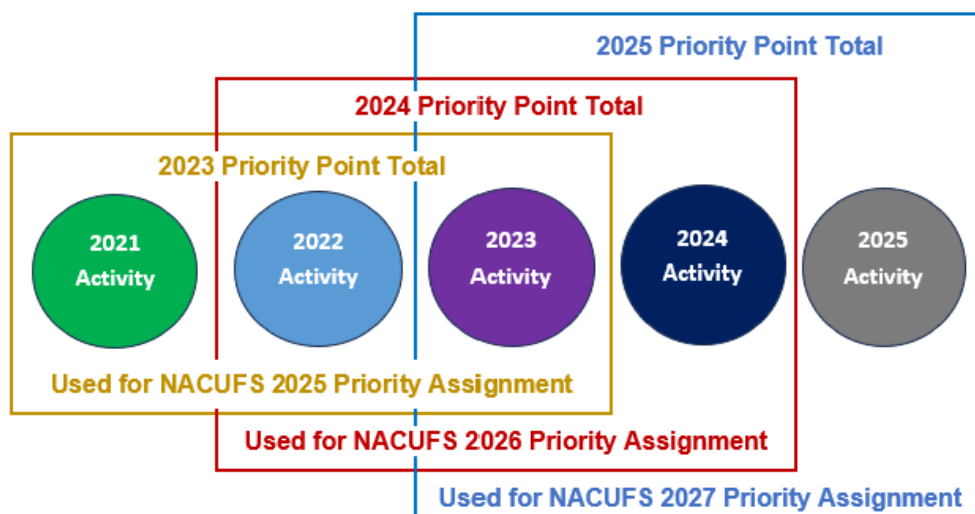 2025 Priority Point Total
2024 Priority Point Total
2023 Priority Point Total
2021
Activity
2022
Activity
2023
Activity
2024
Activity
2025
Activity
Used for NACUFS 2025 Priority Assignment
Used for NACUFS 2026 Priority Assignment
Used for NACUFS 2027 Priority Assignment